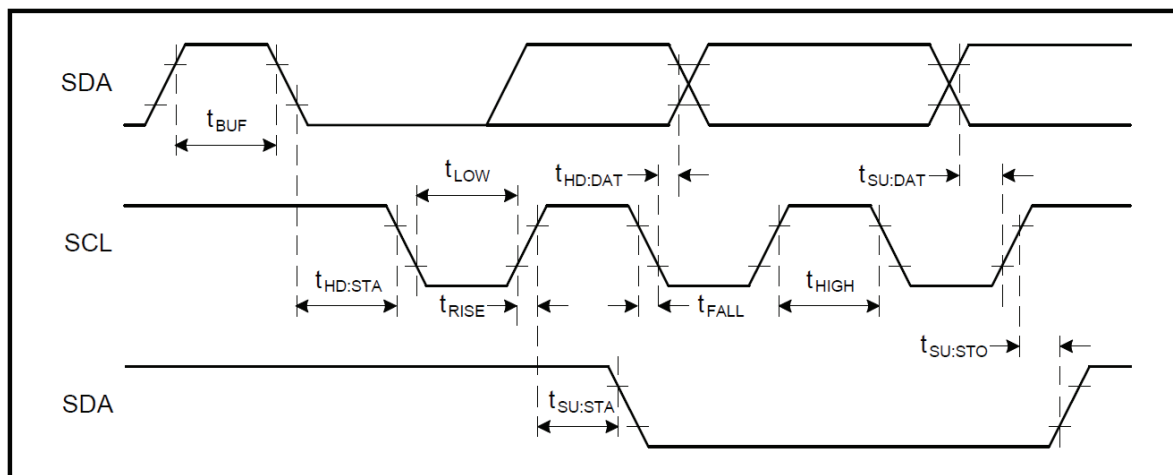 SDA
tBUF
tLOW
tHD:DAT
tSU:DAT
SCL
tHD:STA
tRISE
tFALL
tHIGH
tSU:STO
SDA
tSU:STA